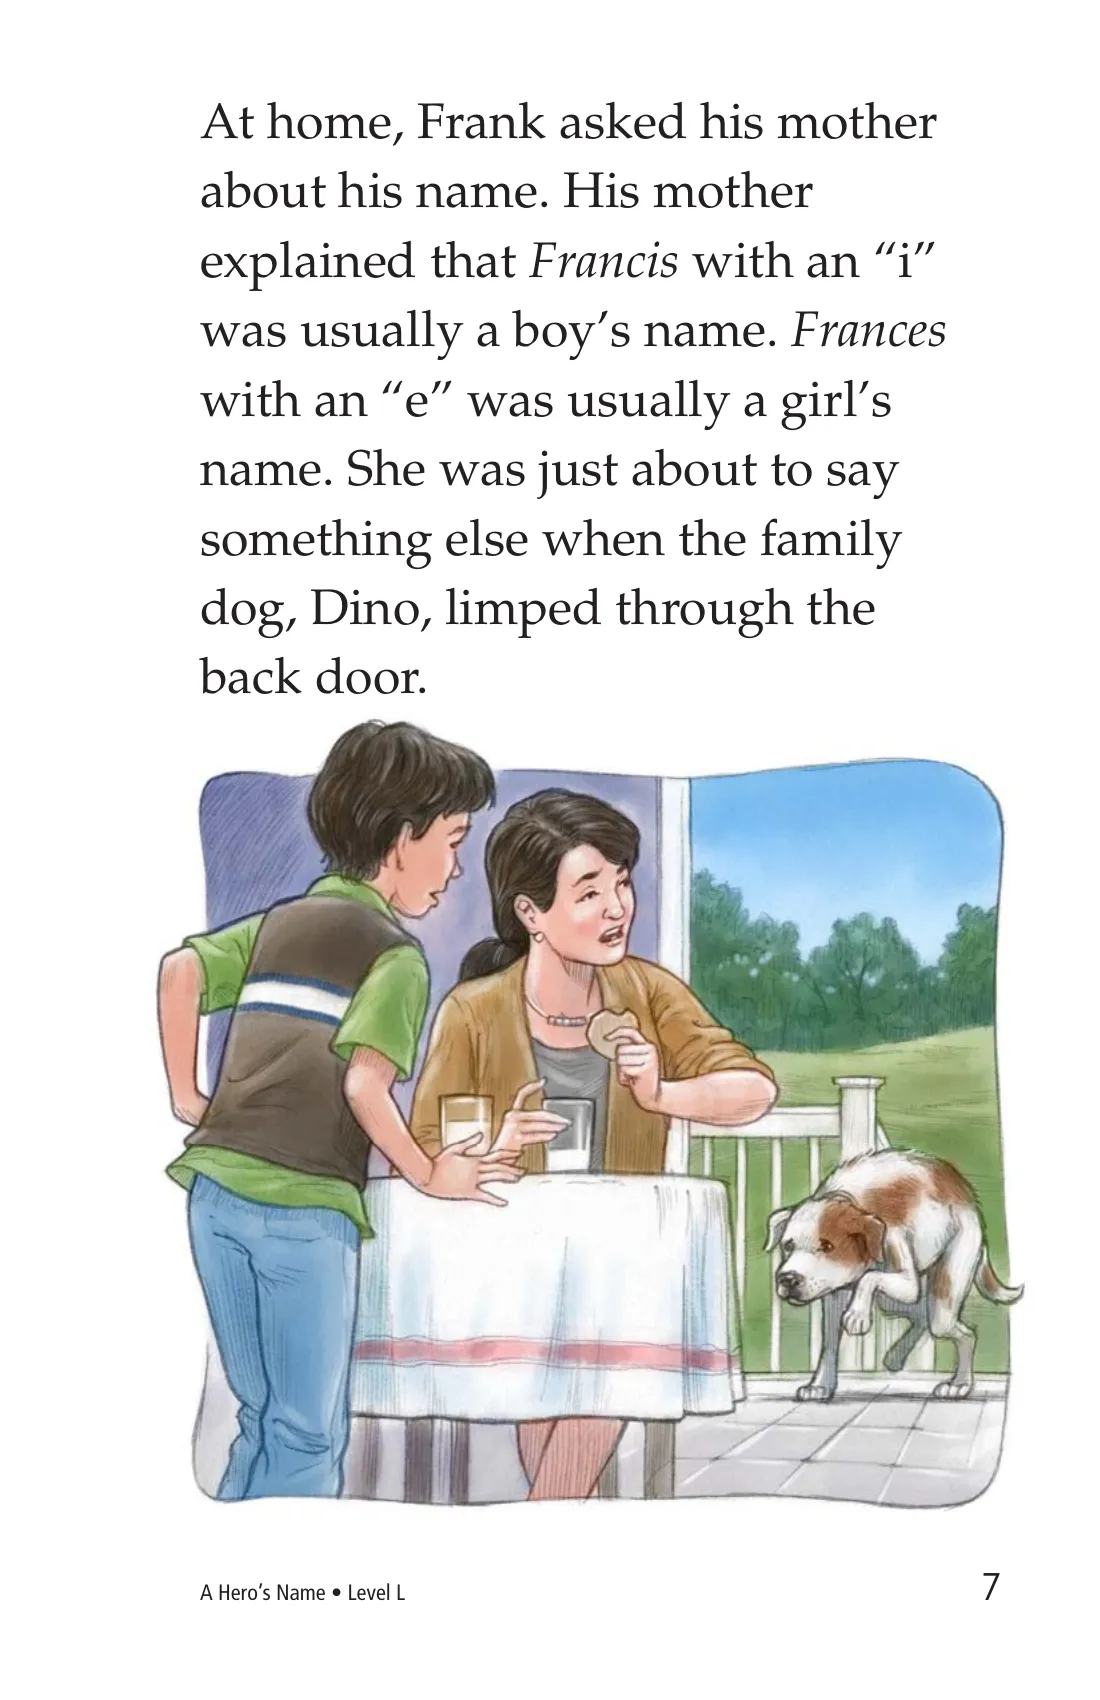 At home, Frank asked his mother
about his name. His mother
explained that Francis with an “i”
was usually a boy’s name. Frances
with an “e” was usually a girl’s
name. She was just about to say
something else when the family
dog, Dino, limped through the
back door.
A Hero’s Name • Level L
7